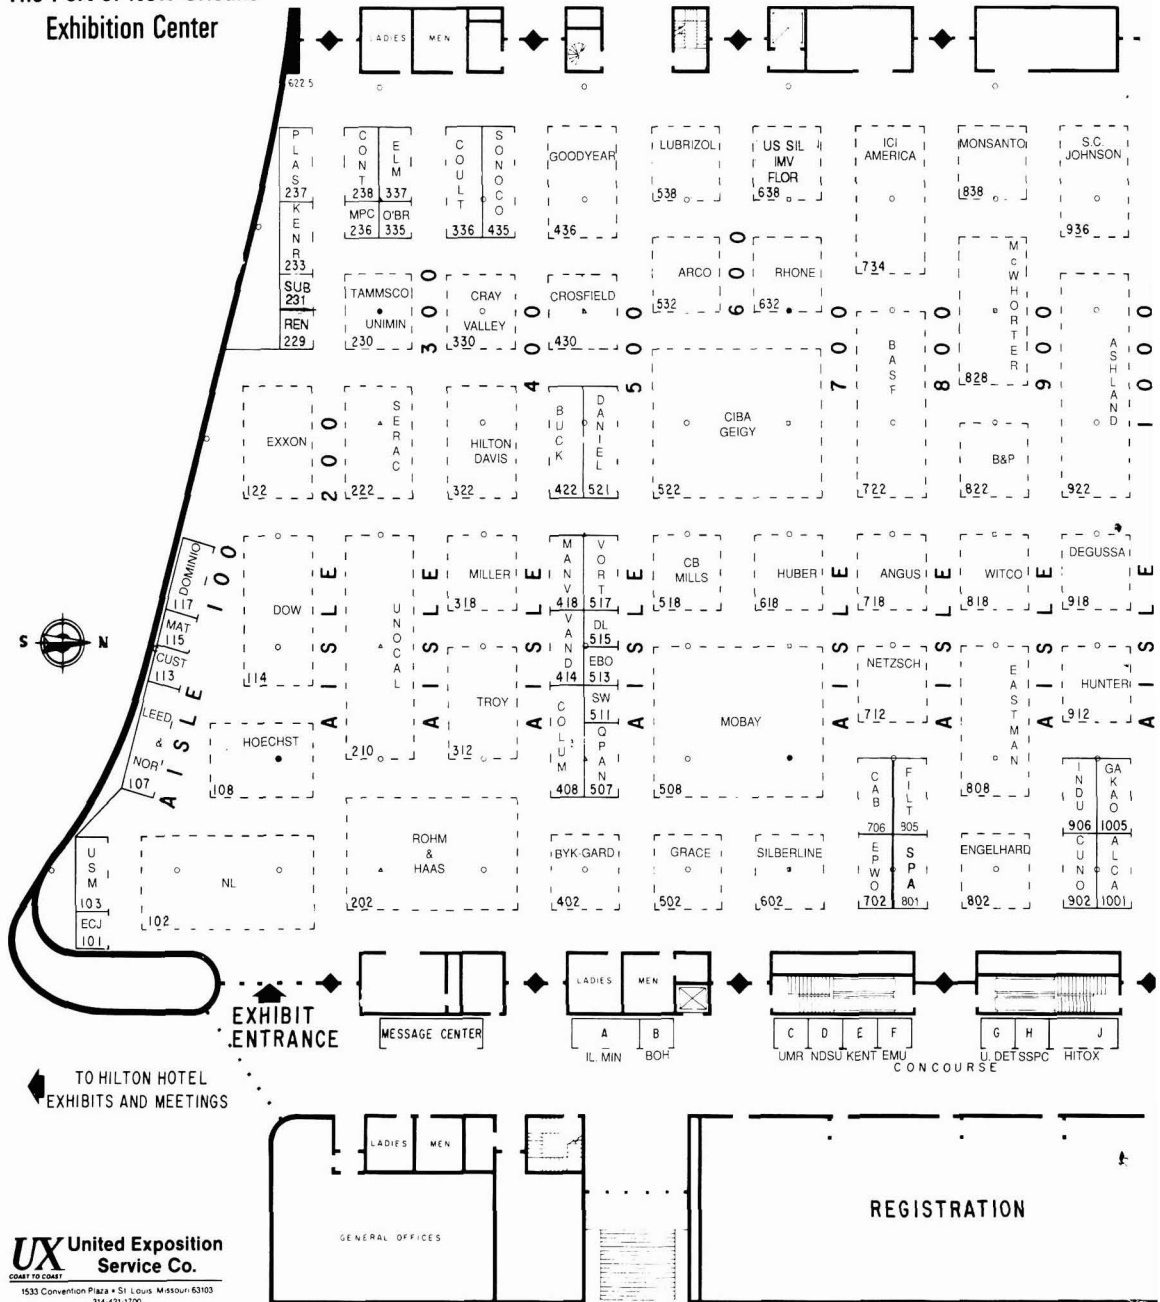 Exhibition Center
LADIES
MEN
622.5
PLAS
237
CONT
238
ELM
337
COULT
336
SONOCO
435
GOODYEAR
436
LUBRIZOL
538
US SIL
IMV
FLOR
638
ICI
AMERICA
734
MONSANTO
838
S.C.
JOHNSON
936
KENR
233
MPC
236
O'BR
335
SUB
231
REN
229
TAMMSCO
UNIMIN
230
CRAY
VALLEY
330
CROSFIELD
430
ARCO
532
RHONE
632
McWHORTER
828
BASF
722
ASHLAND
922
EXXON
122
SERAC
222
HILTON
DAVIS
322
BUCK
422
DANIEL
521
CIBA
GEIGY
522
B&P
822
DOMINIO
117
MAT
115
CUST
113
LEED
&
NOR'
107
AISLE 100
AISLE 200
AISLE 300
AISLE 400
AISLE 500
600
AISLE 700
AISLE 800
AISLE 900
AISLE 1000
S N
DOW
114
UNOCAL
210
MILLER
318
MANV
418
VORT
517
CB
MILLS
518
HUBER
618
ANGUS
718
WITCO
818
DEGUSSA
918
VAND
414
DL
515
EBO
513
SW
511
QPAN
507
COLUM
408
HOECHST
108
TROY
312
MOBAY
508
NETZSCH
712
EASTMAN
808
HUNTER
912
CAB
706
FILT
805
INDU
906
GAKAO
1005
USM
103
ECJ
101
NL
102
ROHM
&
HAAS
202
BYK-GARD
402
GRACE
502
SILBERLINE
602
EPWO
702
SPA
801
ENGELHARD
802
CUNO
902
ALCA
1001
EXHIBIT
ENTRANCE
MESSAGE CENTER
LADIES
MEN
A
B
IL. MIN
BOH
C D E F
UMR NDSU KENT EMU
G H J
U. DET SSPC HITOX
CONCOURSE
TO HILTON HOTEL
EXHIBITS AND MEETINGS
LADIES
MEN
GENERAL OFFICES
REGISTRATION
UX United Exposition
Service Co.
COAST TO COAST
1533 Convention Plaza • St. Louis, Missouri 63103
314-421-1700